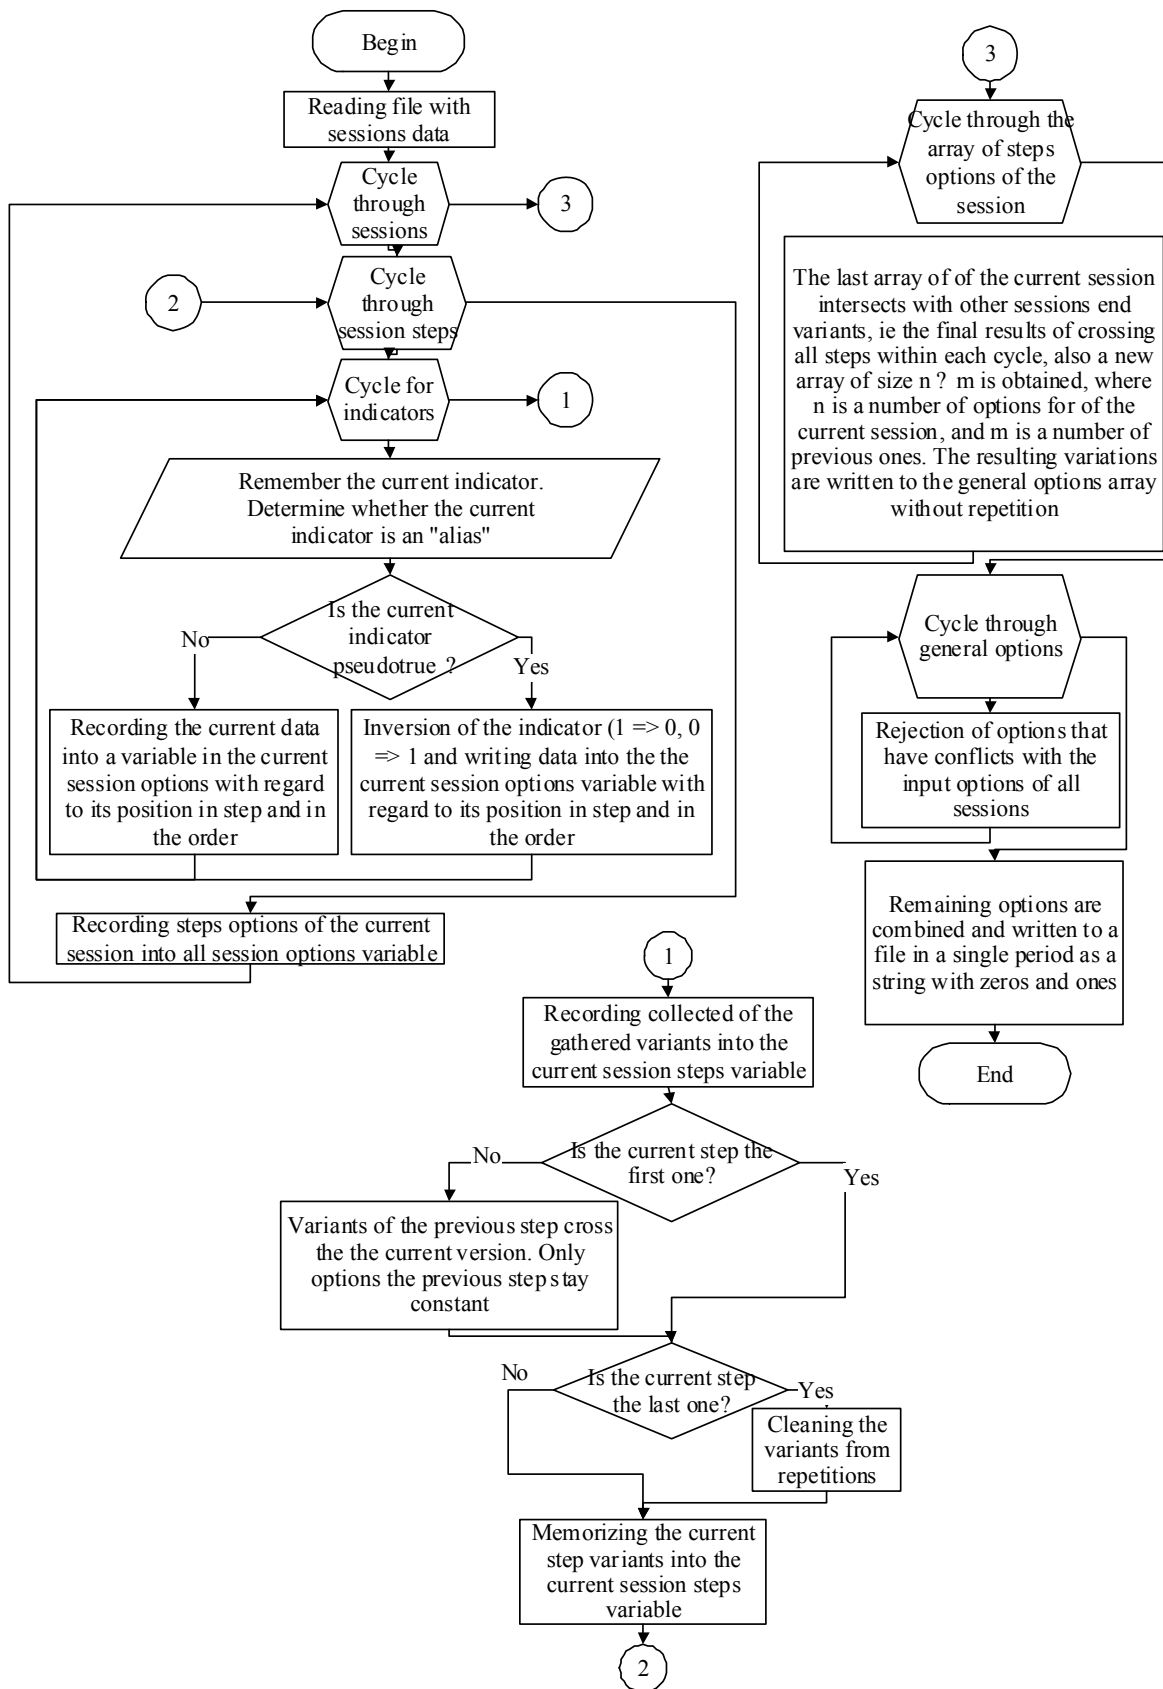 Begin
Reading file with
sessions data
Cycle
through
sessions
3
2
Cycle
through
session steps
Cycle for
indicators
1
Remember the current indicator.
Determine whether the current
indicator is an "alias"
Is the current
indicator
pseudotrue ?
No
Yes
Recording the current data
into a variable in the current
session options with regard
to its position in step and in
the order
Inversion of the indicator (1 => 0, 0
=> 1 and writing data into the the
current session options variable with
regard to its position in step and in
the order
Recording steps options of the current
session into all session options variable
1
Recording collected of the
gathered variants into the
current session steps variable
Is the current step the
first one?
No
Yes
Variants of the previous step cross
the the current version. Only
options the previous step stay
constant
Is the current step
the last one?
No
Yes
Cleaning the
variants from
repetitions
Memorizing the current
step variants into the
current session steps
variable
2
3
Cycle through the
array of steps
options of the
session
The last array of of the current session
intersects with other sessions end
variants, ie the final results of crossing
all steps within each cycle, also a new
array of size n ? m is obtained, where
n is a number of options for of the
current session, and m is a number of
previous ones. The resulting variations
are written to the general options array
without repetition
Cycle through
general options
Rejection of options that
have conflicts with the
input options of all
sessions
Remaining options are
combined and written to a
file in a single period as a
string with zeros and ones
End